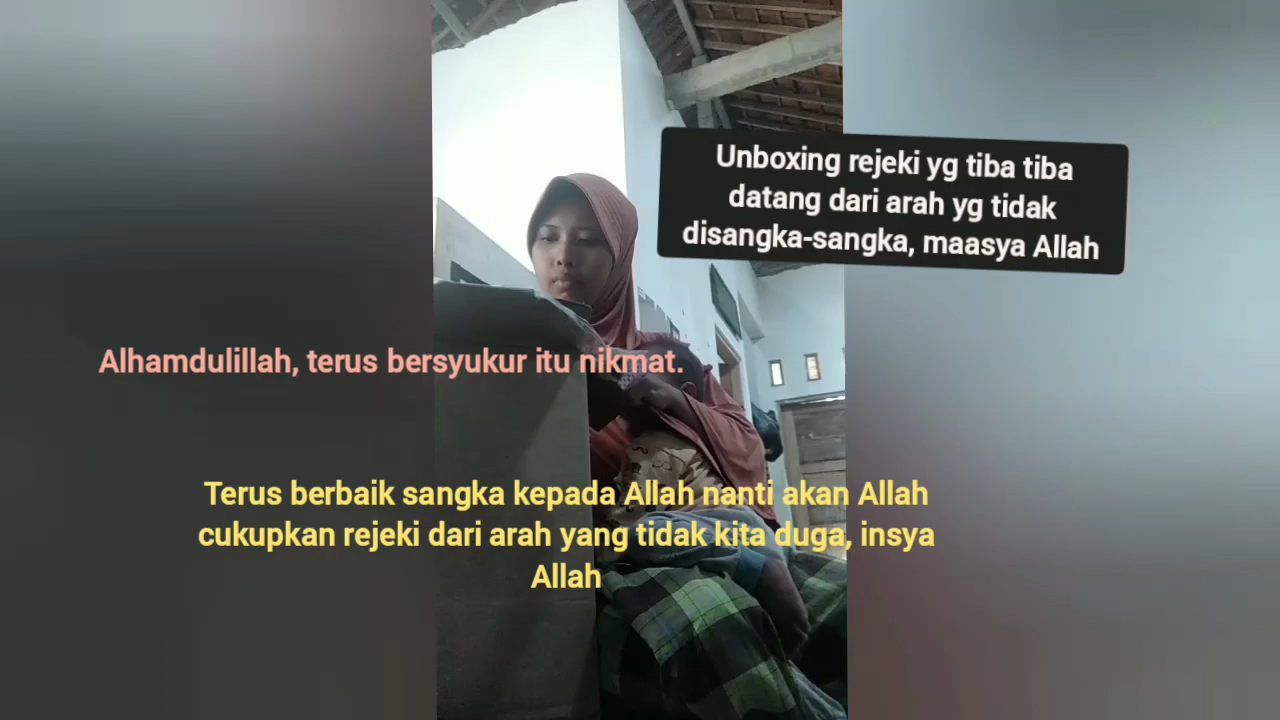 Unboxing rejeki yg tiba tiba
datang dari arah yg tidak
disangka-sangka, maasya Allah
Alhamdulillah, terus bersyukur itu nikmat.
Terus berbaik sangka kepada Allah nanti akan Allah
cukupkan rejeki dari arah yang tidak kita duga, insya
Allah